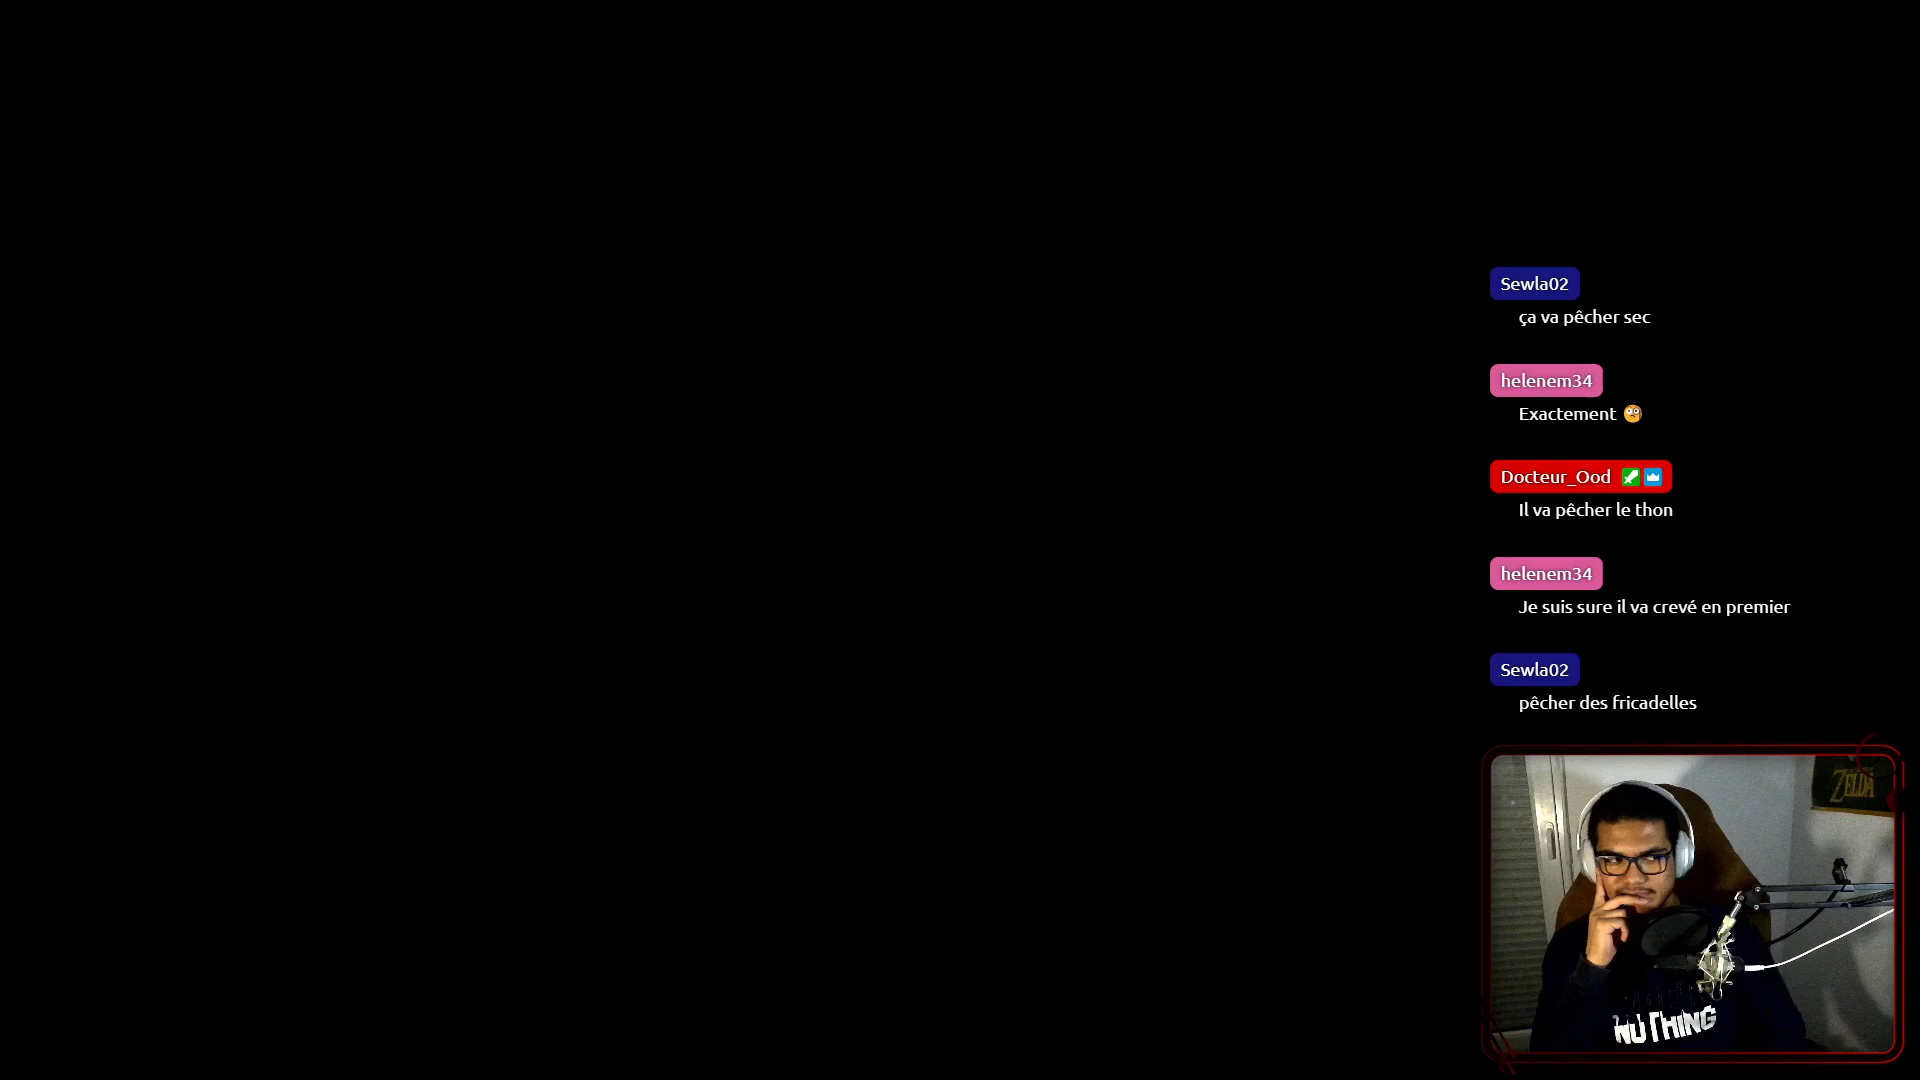 Sewla02
ça va pêcher sec
helenem34
Exactement 🧐
Docteur_Ood
Il va pêcher le thon
helenem34
Je suis sure il va crevé en premier
Sewla02
pêcher des fricadelles
ZELDA
NOTHING